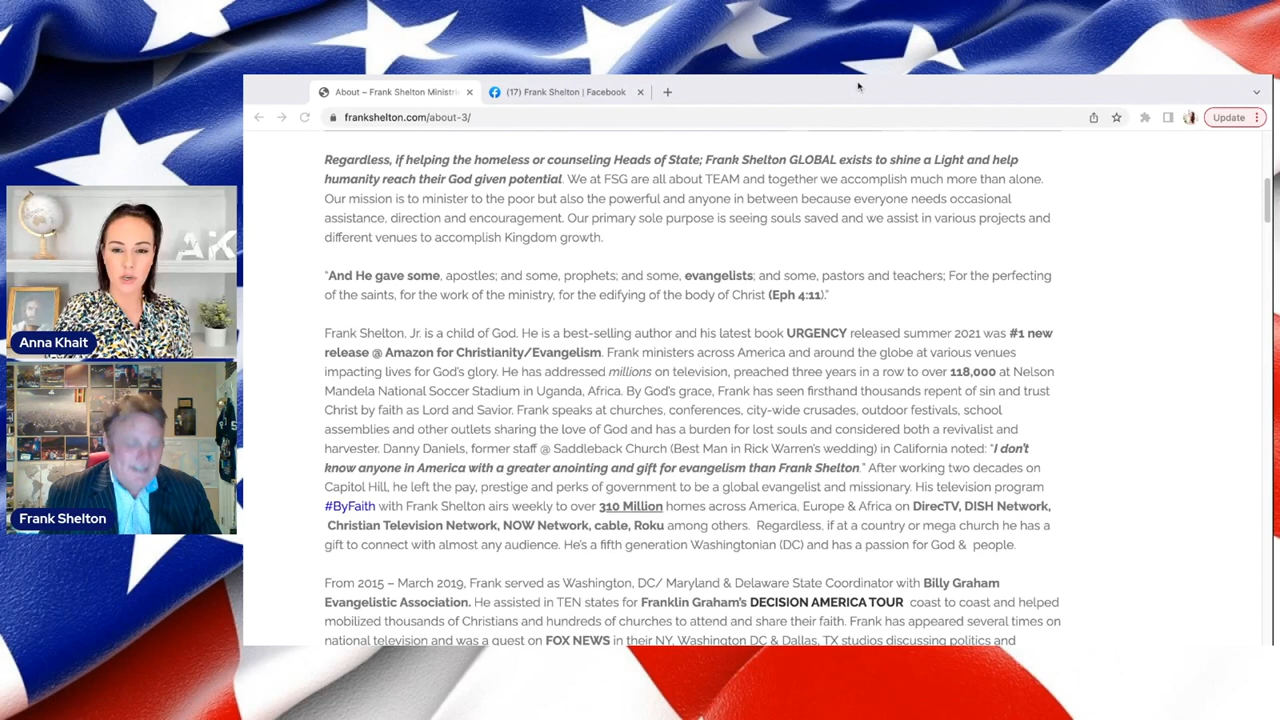 About – Frank Shelton Ministri
(17) Frank Shelton | Facebook
frankshelton.com/about-3/
Update
Regardless, if helping the homeless or counseling Heads of State; Frank Shelton GLOBAL exists to shine a Light and help
humanity reach their God given potential. We at FSG are all about TEAM and together we accomplish much more than alone.
Our mission is to minister to the poor but also the powerful and anyone in between because everyone needs occasional
assistance, direction and encouragement. Our primary sole purpose is seeing souls saved and we assist in various projects and
different venues to accomplish Kingdom growth.
"And He gave some, apostles; and some, prophets; and some, evangelists; and some, pastors and teachers; For the perfecting
of the saints, for the work of the ministry, for the edifying of the body of Christ (Eph 4:11)."
Frank Shelton, Jr. is a child of God. He is a best-selling author and his latest book URGENCY released summer 2021 was #1 new
release @ Amazon for Christianity/Evangelism. Frank ministers across America and around the globe at various venues
impacting lives for God's glory. He has addressed millions on television, preached three years in a row to over 118,000 at Nelson
Mandela National Soccer Stadium in Uganda, Africa. By God's grace, Frank has seen firsthand thousands repent of sin and trust
Christ by faith as Lord and Savior. Frank speaks at churches, conferences, city-wide crusades, outdoor festivals, school
assemblies and other outlets sharing the love of God and has a burden for lost souls and considered both a revivalist and
harvester. Danny Daniels, former staff @ Saddleback Church (Best Man in Rick Warren's wedding) in California noted: "I don't
know anyone in America with a greater anointing and gift for evangelism than Frank Shelton." After working two decades on
Capitol Hill, he left the pay, prestige and perks of government to be a global evangelist and missionary. His television program
#ByFaith with Frank Shelton airs weekly to over 310 Million homes across America, Europe & Africa on DirecTV, DISH Network,
Christian Television Network, NOW Network, cable, Roku among others. Regardless, if at a country or mega church he has a
gift to connect with almost any audience. He's a fifth generation Washingtonian (DC) and has a passion for God & people.
From 2015 – March 2019, Frank served as Washington, DC/ Maryland & Delaware State Coordinator with Billy Graham
Evangelistic Association. He assisted in TEN states for Franklin Graham's DECISION AMERICA TOUR coast to coast and helped
mobilized thousands of Christians and hundreds of churches to attend and share their faith. Frank has appeared several times on
national television and was a guest on FOX NEWS in their NY, Washington DC & Dallas, TX studios discussing politics and
AK
Anna Khait
Frank Shelton